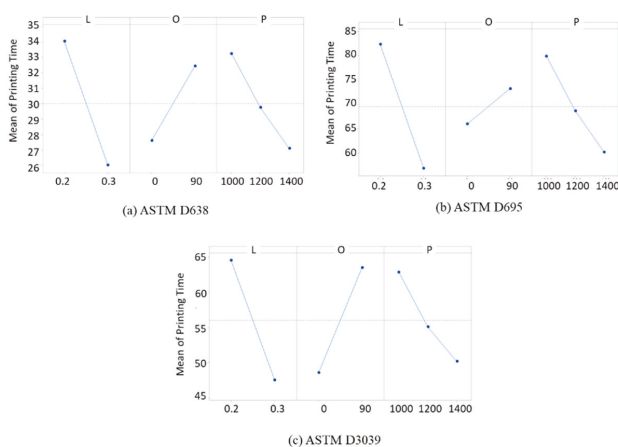 L O P
Mean of Printing Time
35
34
33
32
31
30
29
28
27
26
0.2 0.3 0 90 1000 1200 1400
(a) ASTM D638
L O P
Mean of Printing Time
85
80
75
70
65
60
0.2 0.3 0 90 1000 1200 1400
(b) ASTM D695
L O P
Mean of Printing Time
65
60
55
50
45
0.2 0.3 0 90 1000 1200 1400
(c) ASTM D3039